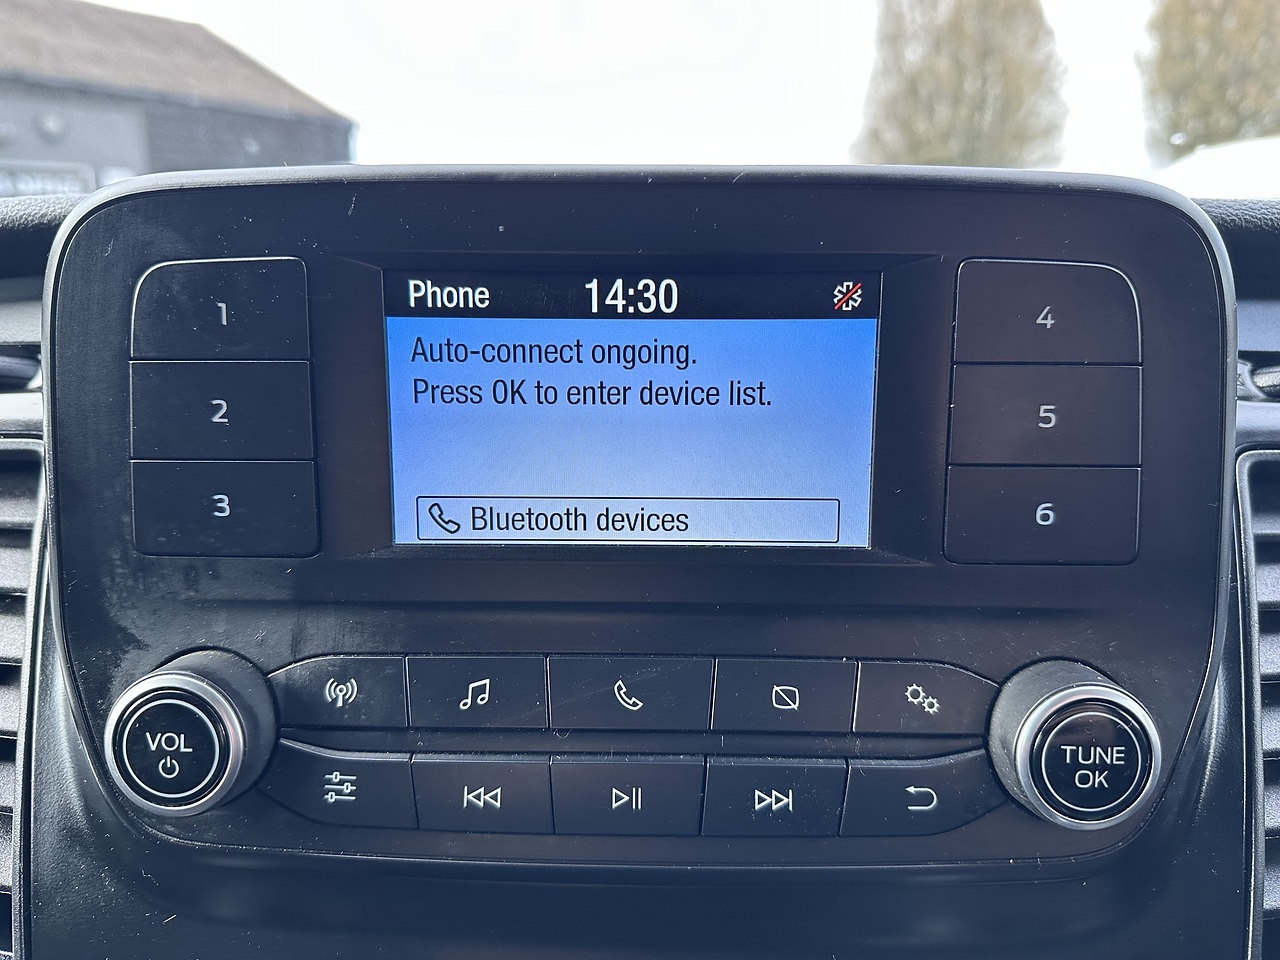 Phone 14:30
Auto-connect ongoing.
Press OK to enter device list.
Bluetooth devices
1
2
3
4
5
6
VOL
TUNE
OK